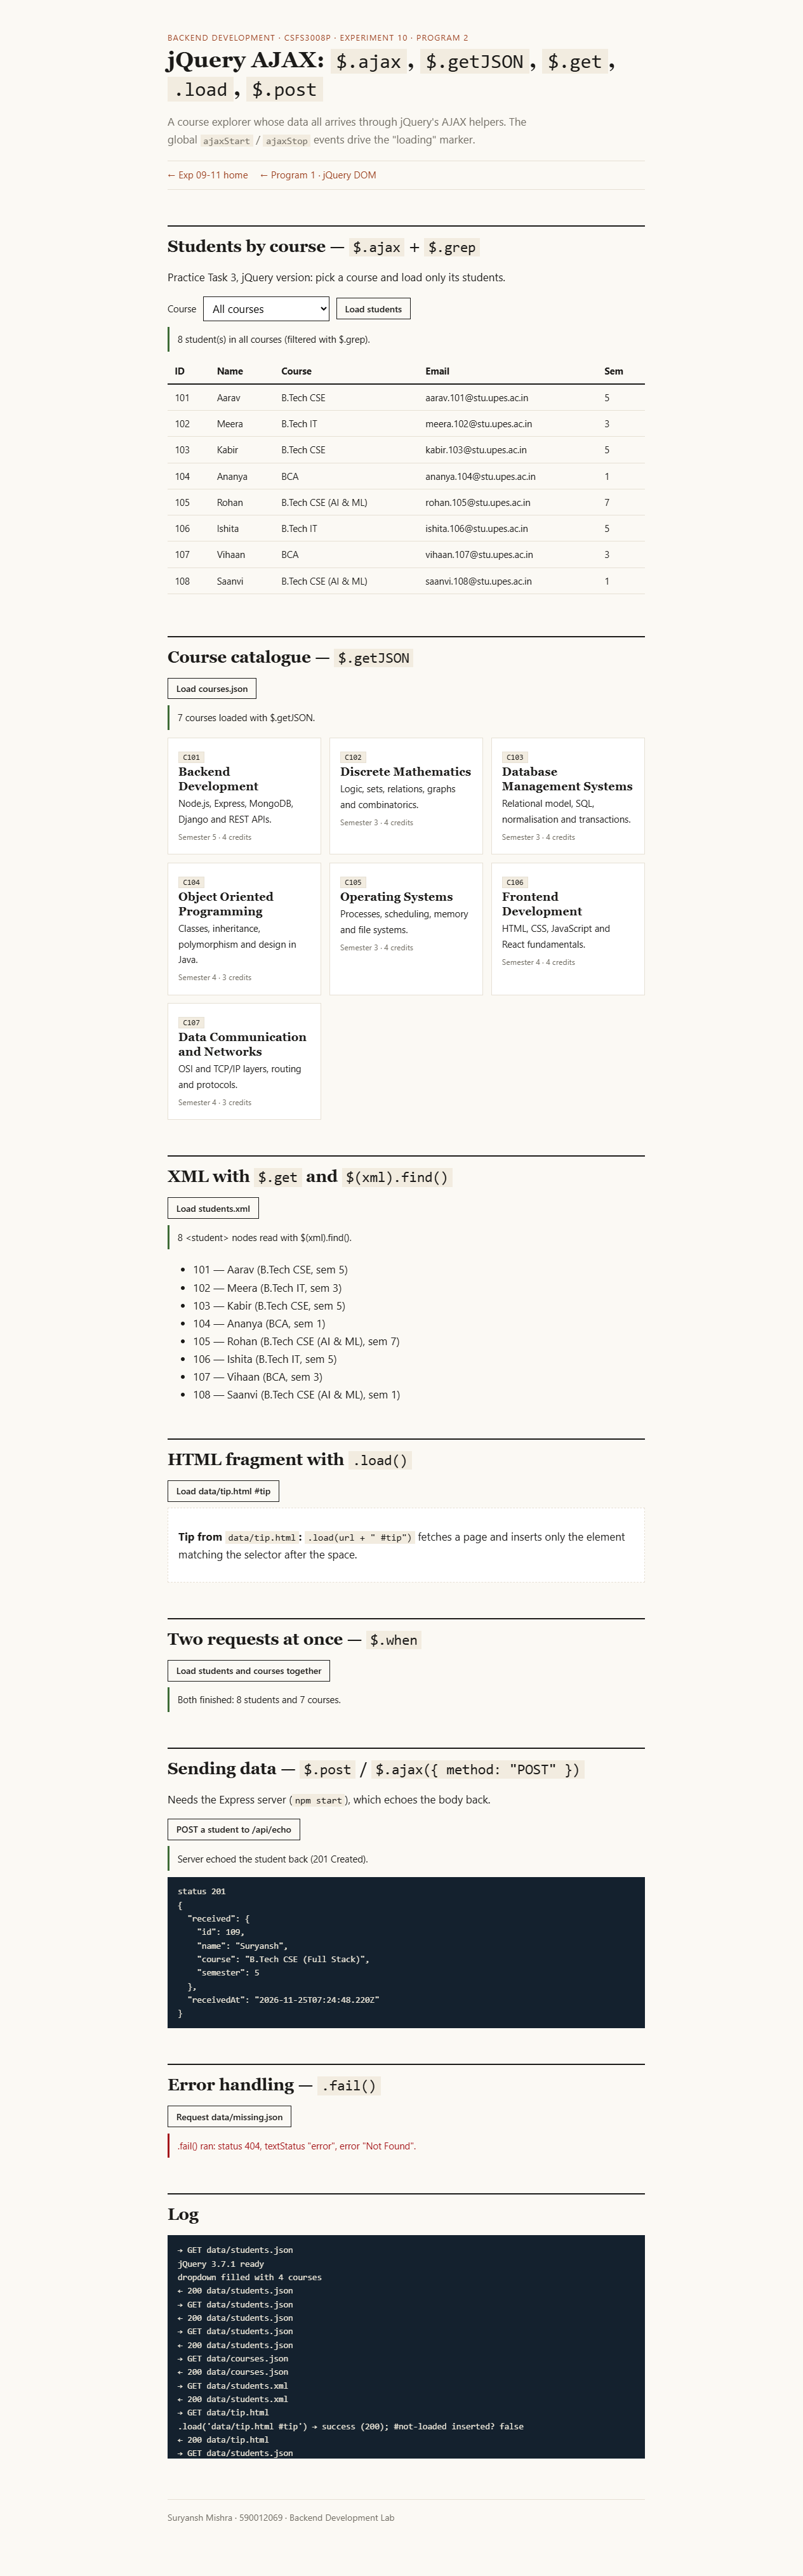 BACKEND DEVELOPMENT · CSFS3008P · EXPERIMENT 10 · PROGRAM 2
jQuery AJAX: $.ajax, $.getJSON, $.get,
.load, $.post
A course explorer whose data all arrives through jQuery's AJAX helpers. The
global ajaxStart / ajaxStop events drive the "loading" marker.
← Exp 09-11 home ← Program 1 · jQuery DOM
Students by course — $.ajax + $.grep
Practice Task 3, jQuery version: pick a course and load only its students.
Course All courses Load students
8 student(s) in all courses (filtered with $.grep).
ID Name Course Email Sem
101 Aarav B.Tech CSE aarav.101@stu.upes.ac.in 5
102 Meera B.Tech IT meera.102@stu.upes.ac.in 3
103 Kabir B.Tech CSE kabir.103@stu.upes.ac.in 5
104 Ananya BCA ananya.104@stu.upes.ac.in 1
105 Rohan B.Tech CSE (AI & ML) rohan.105@stu.upes.ac.in 7
106 Ishita B.Tech IT ishita.106@stu.upes.ac.in 5
107 Vihaan BCA vihaan.107@stu.upes.ac.in 3
108 Saanvi B.Tech CSE (AI & ML) saanvi.108@stu.upes.ac.in 1
Course catalogue — $.getJSON
Load courses.json
7 courses loaded with $.getJSON.
C101
Backend
Development
Node.js, Express, MongoDB,
Django and REST APIs.
Semester 5 · 4 credits
C102
Discrete Mathematics
Logic, sets, relations, graphs
and combinatorics.
Semester 3 · 4 credits
C103
Database
Management Systems
Relational model, SQL,
normalisation and transactions.
Semester 3 · 4 credits
C104
Object Oriented
Programming
Classes, inheritance,
polymorphism and design in
Java.
Semester 4 · 3 credits
C105
Operating Systems
Processes, scheduling, memory
and file systems.
Semester 3 · 4 credits
C106
Frontend
Development
HTML, CSS, JavaScript and
React fundamentals.
Semester 4 · 4 credits
C107
Data Communication
and Networks
OSI and TCP/IP layers, routing
and protocols.
Semester 4 · 3 credits
XML with $.get and $(xml).find()
Load students.xml
8 <student> nodes read with $(xml).find().
• 101 — Aarav (B.Tech CSE, sem 5)
• 102 — Meera (B.Tech IT, sem 3)
• 103 — Kabir (B.Tech CSE, sem 5)
• 104 — Ananya (BCA, sem 1)
• 105 — Rohan (B.Tech CSE (AI & ML), sem 7)
• 106 — Ishita (B.Tech IT, sem 5)
• 107 — Vihaan (BCA, sem 3)
• 108 — Saanvi (B.Tech CSE (AI & ML), sem 1)
HTML fragment with .load()
Load data/tip.html #tip
Tip from data/tip.html: .load(url + " #tip") fetches a page and inserts only the element
matching the selector after the space.
Two requests at once — $.when
Load students and courses together
Both finished: 8 students and 7 courses.
Sending data — $.post / $.ajax({ method: "POST" })
Needs the Express server (npm start), which echoes the body back.
POST a student to /api/echo
Server echoed the student back (201 Created).
status 201
{
  "received": {
    "id": 109,
    "name": "Suryansh",
    "course": "B.Tech CSE (Full Stack)",
    "semester": 5
  },
  "receivedAt": "2026-11-25T07:24:48.220Z"
}
Error handling — .fail()
Request data/missing.json
.fail() ran: status 404, textStatus "error", error "Not Found".
Log
→ GET data/students.json
jQuery 3.7.1 ready
dropdown filled with 4 courses
← 200 data/students.json
→ GET data/students.json
← 200 data/students.json
→ GET data/students.json
← 200 data/students.json
→ GET data/courses.json
← 200 data/courses.json
→ GET data/students.xml
← 200 data/students.xml
→ GET data/tip.html
.load('data/tip.html #tip') → success (200); #not-loaded inserted? false
← 200 data/tip.html
→ GET data/students.json
Suryansh Mishra · 590012069 · Backend Development Lab